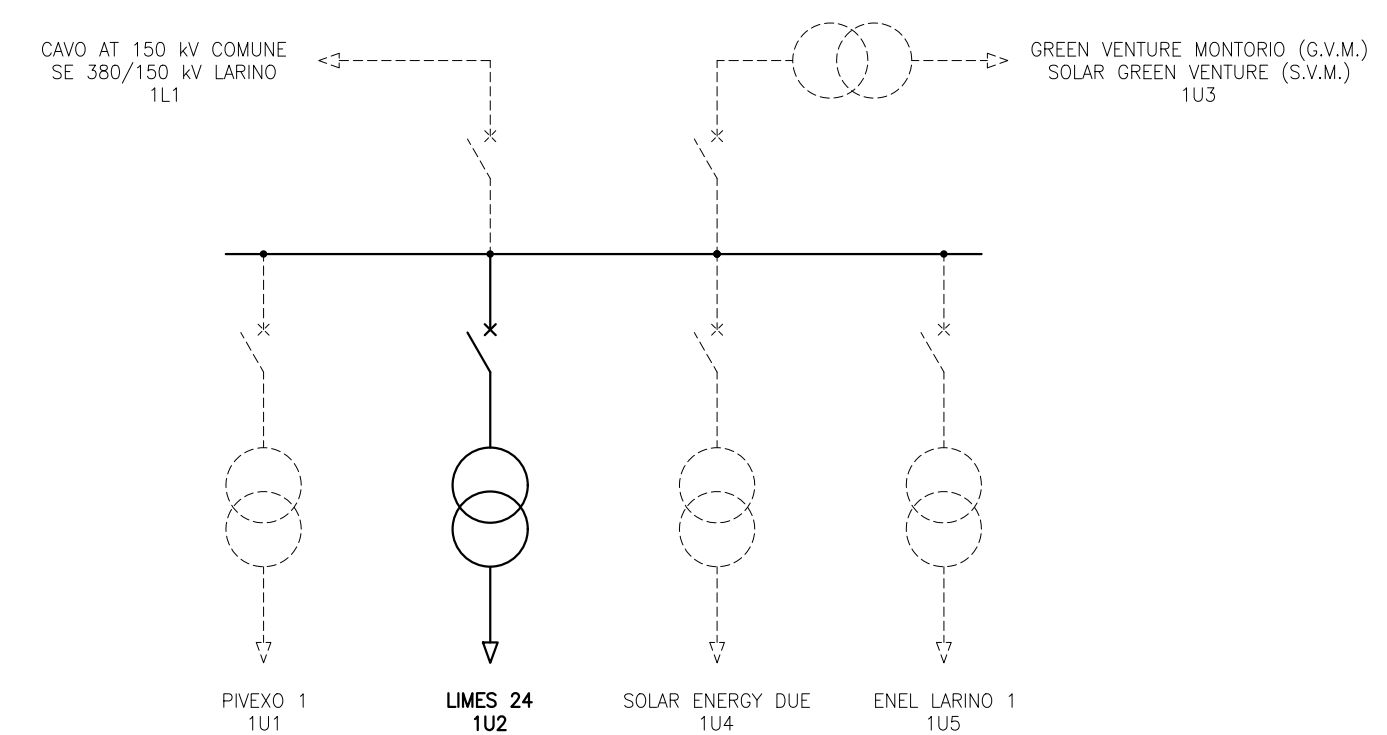 CAVO AT 150 kV COMUNE
SE 380/150 kV LARINO
1L1
GREEN VENTURE MONTORIO (G.V.M.)
SOLAR GREEN VENTURE (S.V.M.)
1U3
PIVEXO 1
1U1
LIMES 24
1U2
SOLAR ENERGY DUE
1U4
ENEL LARINO 1
1U5